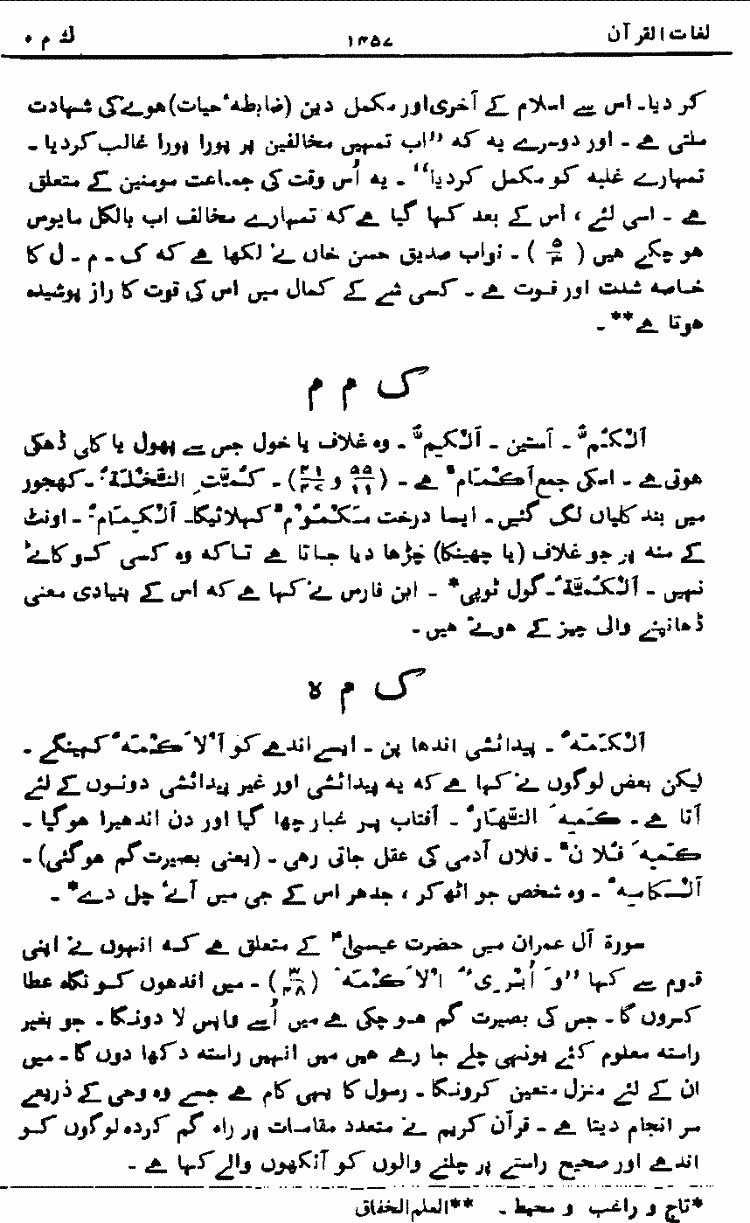 لغات القرآن ۱۴۵۷ ک م ہ
کر دیا۔ اس سے اسلام کے آخری اور مکمل دین (ضابطہٴ حیات) ہونے کی شہادت
ملتی ہے ۔ اور دوسرے یہ کہ ”اب تمہیں مخالفین پر پورا پورا غالب کر دیا ۔
تمہارے غلبہ کو مکمل کر دیا“ ۔ یہ اُس وقت کی جماعت مومنین کے متعلق
ہے ۔ اسی لئے ، اس کے بعد کہا گیا ہے کہ تمہارے مخالف اب بالکل مایوس
ہو چکے ہیں ( ۵/۳ ) ۔ نواب صدیق حسن خاں نے لکھا ہے کہ ک ۔ م ۔ ل کا
خاصہ شدت اور قوت ہے ۔ کسی شے کے کمال میں اس کی قوت کا راز پوشیدہ
ہوتا ہے** ۔
ک م م
اَلْکُمُّ ۔ آستین ۔ اَلْکِمُّ ۔ وہ غلاف یا خول جس سے پھول یا کلی ڈھکی
ہوتی ہے ۔ اسکی جمع اَکْمَامٌ ہے ۔ (۵۵/۱۱ و ۴۱/۴۷) ۔ کُمَّتِ النَّخْلَةُ ۔ کھجور
میں بند کلیاں لگ گئیں ۔ ایسا درخت مَکْمُوْمٌ کہلائیگا۔ اَلْکِمَامُ ۔ اونٹ
کے منہ پر جو غلاف (یا چھینکا) چڑھا دیا جاتا ہے تاکہ وہ کسی کو کاٹے
نہیں ۔ اَلْکُمَّةُ ۔ گول ٹوپی* ۔ ابن فارس نے کہا ہے کہ اس کے بنیادی معنی
ڈھانپنے والی چیز کے ہوتے ہیں ۔
ک م ہ
اَلْکَمَهُ ۔ پیدائشی اندھا پن ۔ ایسے اندھے کو اَلْاَکْمَهُ کہینگے ۔
لیکن بعض لوگوں نے کہا ہے کہ یہ پیدائشی اور غیر پیدائشی دونوں کے لئے
آتا ہے ۔ کَمِهَ النَّهَارُ ۔ آفتاب پر غبار چھا گیا اور دن اندھیرا ہو گیا ۔
کَمِهَ فُلَانٌ ۔ فلاں آدمی کی عقل جاتی رہی ۔ (یعنی بصیرت گم ہو گئی) ۔
اَلْکَامِهُ ۔ وہ شخص جو اٹھ کر ، جدھر اس کے جی میں آئے چل دے* ۔
سورۃ آل عمران میں حضرت عیسیٰؑ کے متعلق ہے کہ انہوں نے اپنی
قوم سے کہا ”وَ اُبْرِیُٔ الْاَکْمَهَ (۳/۴۸) ۔ میں اندھوں کو نگاہ عطا
کروں گا ۔ جس کی بصیرت گم ہو چکی ہے میں اُسے واپس لا دونگا ۔ جو بغیر
راستہ معلوم کئے یونہی چلے جا رہے ہیں میں انہیں راستہ دکھا دوں گا ۔ میں
ان کے لئے منزل متعین کرونگا ۔ رسول کا یہی کام ہے جسے وہ وحی کے ذریعے
سر انجام دیتا ہے ۔ قرآن کریم نے متعدد مقامات پر راہ گم کردہ لوگوں کو
اندھے اور صحیح راستے پر چلنے والوں کو آنکھوں والے کہا ہے ۔
*تاج و راغب و محیط ۔ **العلم الخفاق